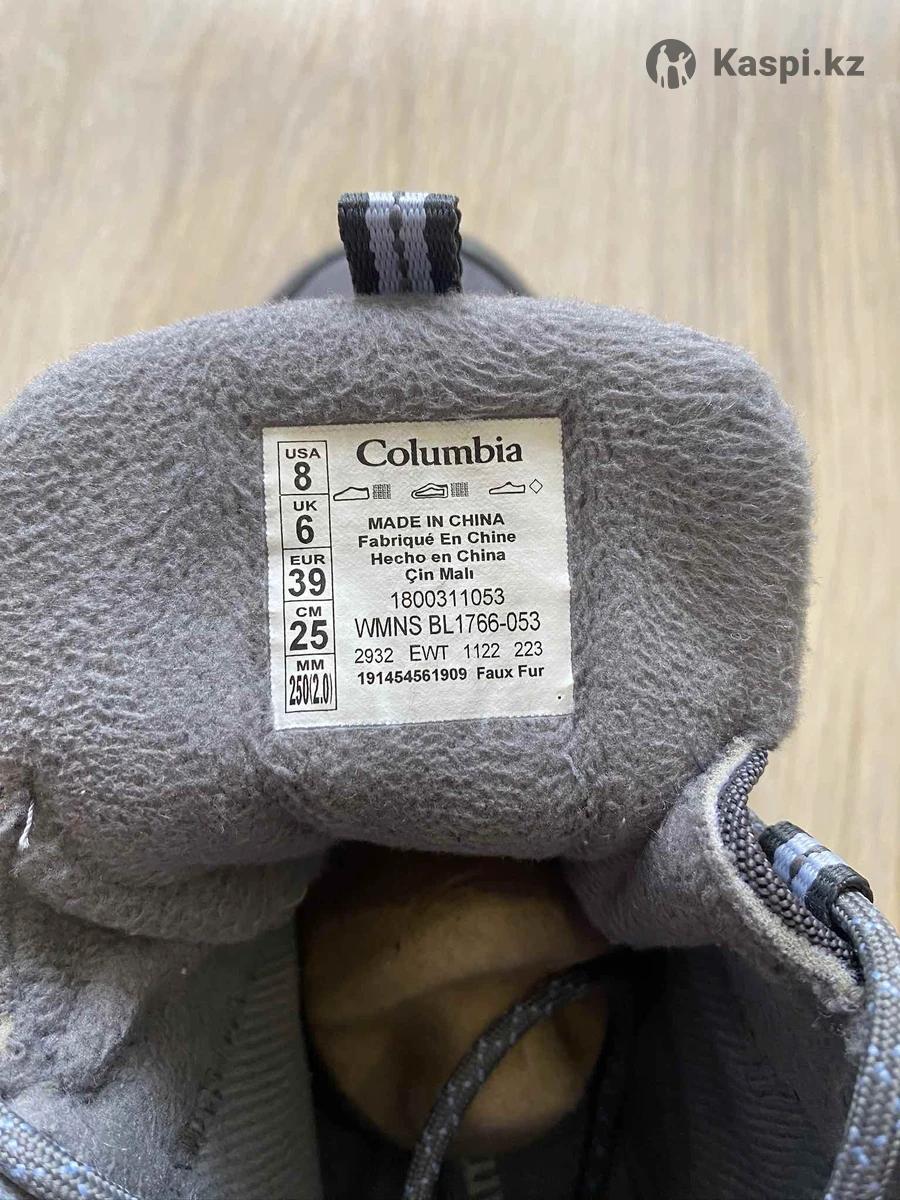 Kaspi.kz
USA
8
UK
6
EUR
39
CM
25
MM
250(2.0)
Columbia
MADE IN CHINA
Fabriqué En Chine
Hecho en China
Çin Malı
1800311053
WMNS BL1766-053
2932 EWT 1122 223
191454561909 Faux Fur